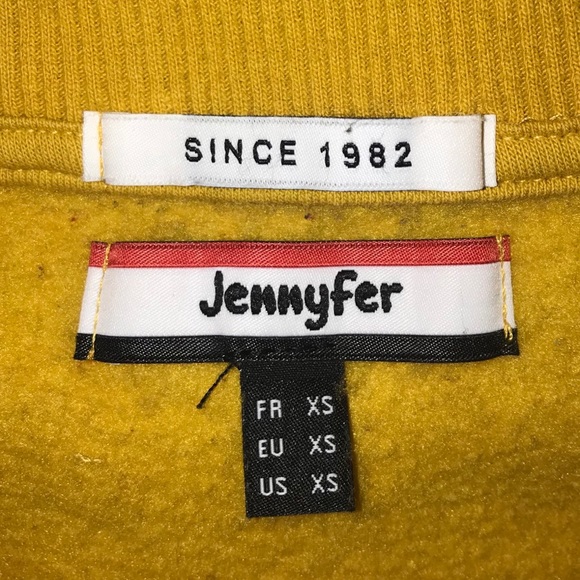 SINCE 1982
Jennyfer
FR XS
EU XS
US XS